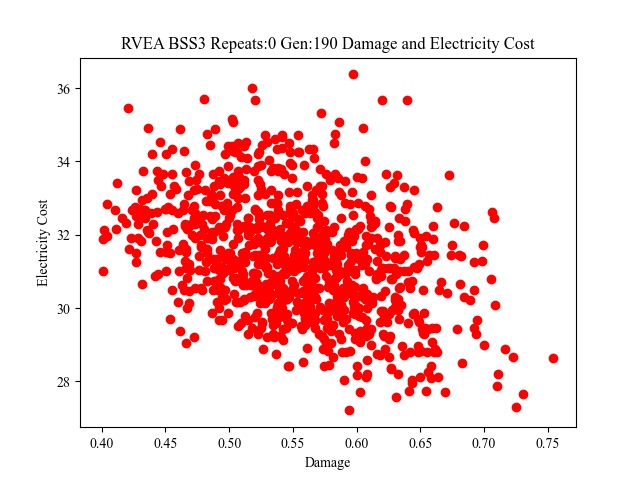 RVEA BSS3 Repeats:0 Gen:190 Damage and Electricity Cost
36
34
32
30
28
Electricity Cost
0.40 0.45 0.50 0.55 0.60 0.65 0.70 0.75
Damage